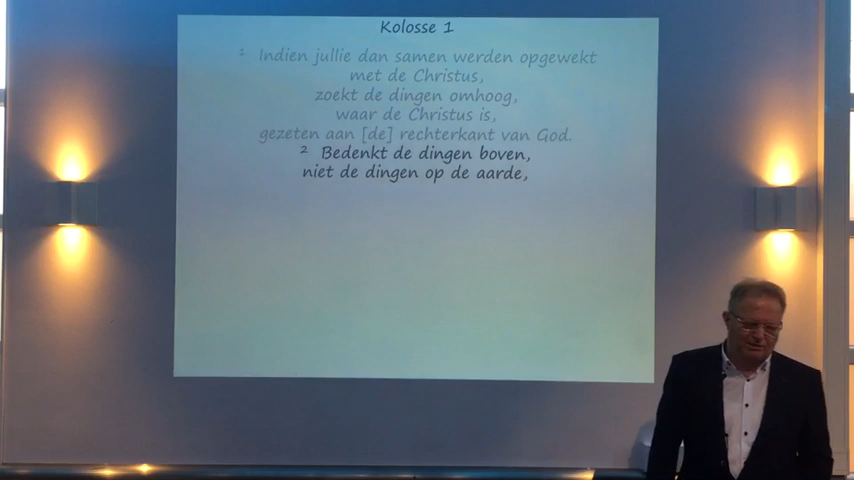 Kolosse 1
1 Indien jullie dan samen werden opgewekt
met de Christus,
zoekt de dingen omhoog,
waar de Christus is,
gezeten aan [de] rechterkant van God.
2 Bedenkt de dingen boven,
niet de dingen op de aarde,